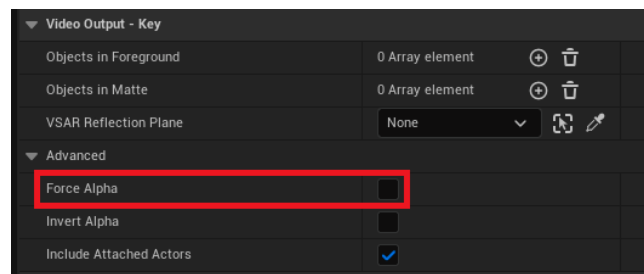 Video Output - Key
Objects in Foreground 0 Array element
Objects in Matte 0 Array element
VSAR Reflection Plane None
Advanced
Force Alpha
Invert Alpha
Include Attached Actors